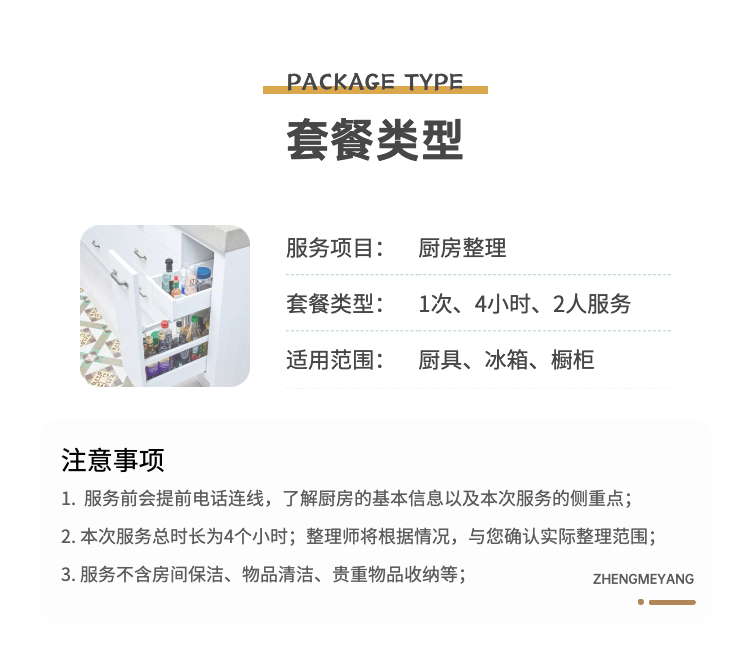 PACKAGE TYPE
套餐类型
服务项目： 厨房整理
套餐类型： 1次、4小时、2人服务
适用范围： 厨具、冰箱、橱柜
注意事项
1. 服务前会提前电话连线，了解厨房的基本信息以及本次服务的侧重点；
2. 本次服务总时长为4个小时；整理师将根据情况，与您确认实际整理范围；
3. 服务不含房间保洁、物品清洁、贵重物品收纳等；
ZHENGMEYANG